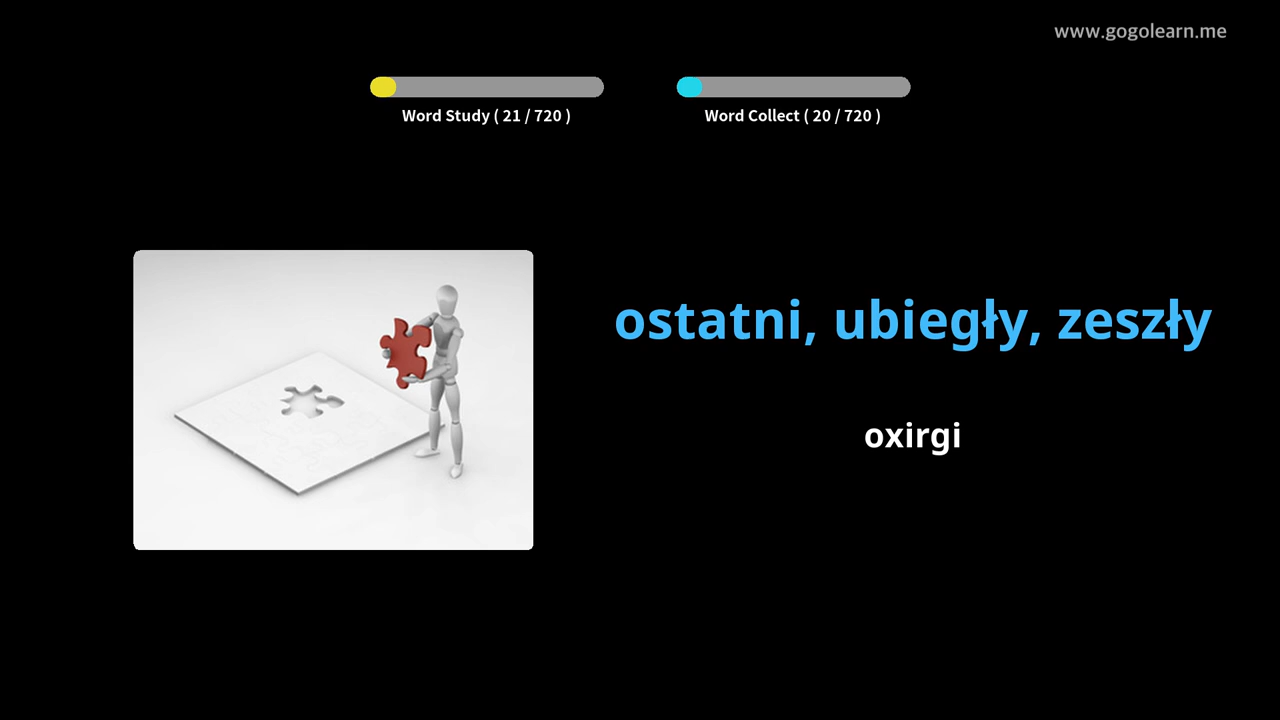 www.gogolearn.me
Word Study ( 21 / 720 )
Word Collect ( 20 / 720 )
ostatni, ubiegły, zeszły
oxirgi